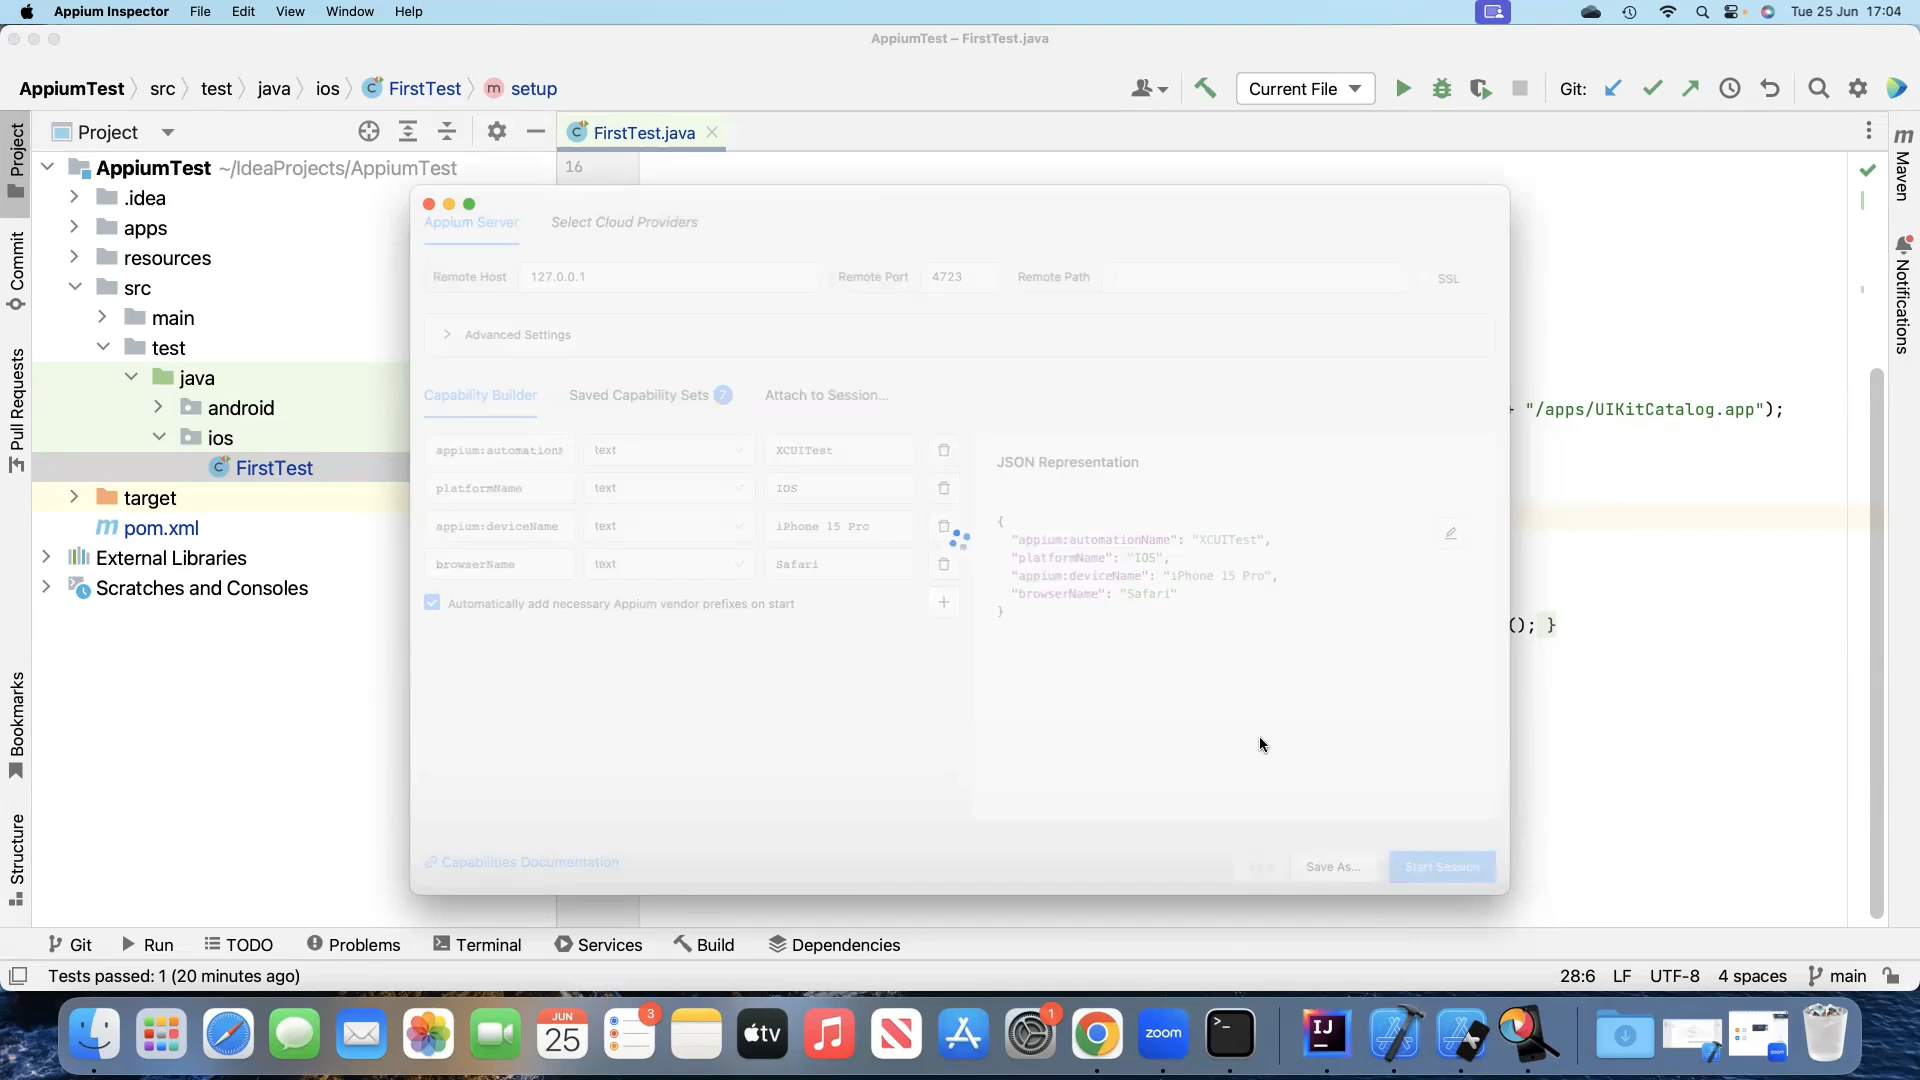 Appium Inspector File Edit View Window Help Tue 25 Jun 17:04
AppiumTest – FirstTest.java
AppiumTest src test java ios FirstTest m setup Current File Git:
Project FirstTest.java
16
AppiumTest ~/IdeaProjects/AppiumTest
.idea
apps
resources
src
main
test
java
android
ios
FirstTest
target
pom.xml
External Libraries
Scratches and Consoles
Project
Commit
Pull Requests
Bookmarks
Structure
Maven
Notifications
Appium Server Select Cloud Providers
Remote Host 127.0.0.1 Remote Port 4723 Remote Path SSL
Advanced Settings
Capability Builder Saved Capability Sets 7 Attach to Session...
appium:automation text XCUITest
platformName text IOS
appium:deviceName text iPhone 15 Pro
browserName text Safari
Automatically add necessary Appium vendor prefixes on start
JSON Representation
{
"appium:automationName": "XCUITest",
"platformName": "IOS",
"appium:deviceName": "iPhone 15 Pro",
"browserName": "Safari"
}
"/apps/UIKitCatalog.app");
(); }
Capabilities Documentation Save As... Start Session
Git Run TODO Problems Terminal Services Build Dependencies
Tests passed: 1 (20 minutes ago) 28:6 LF UTF-8 4 spaces main
JUN
25
3
tv
1
zoom
IJ
zoom